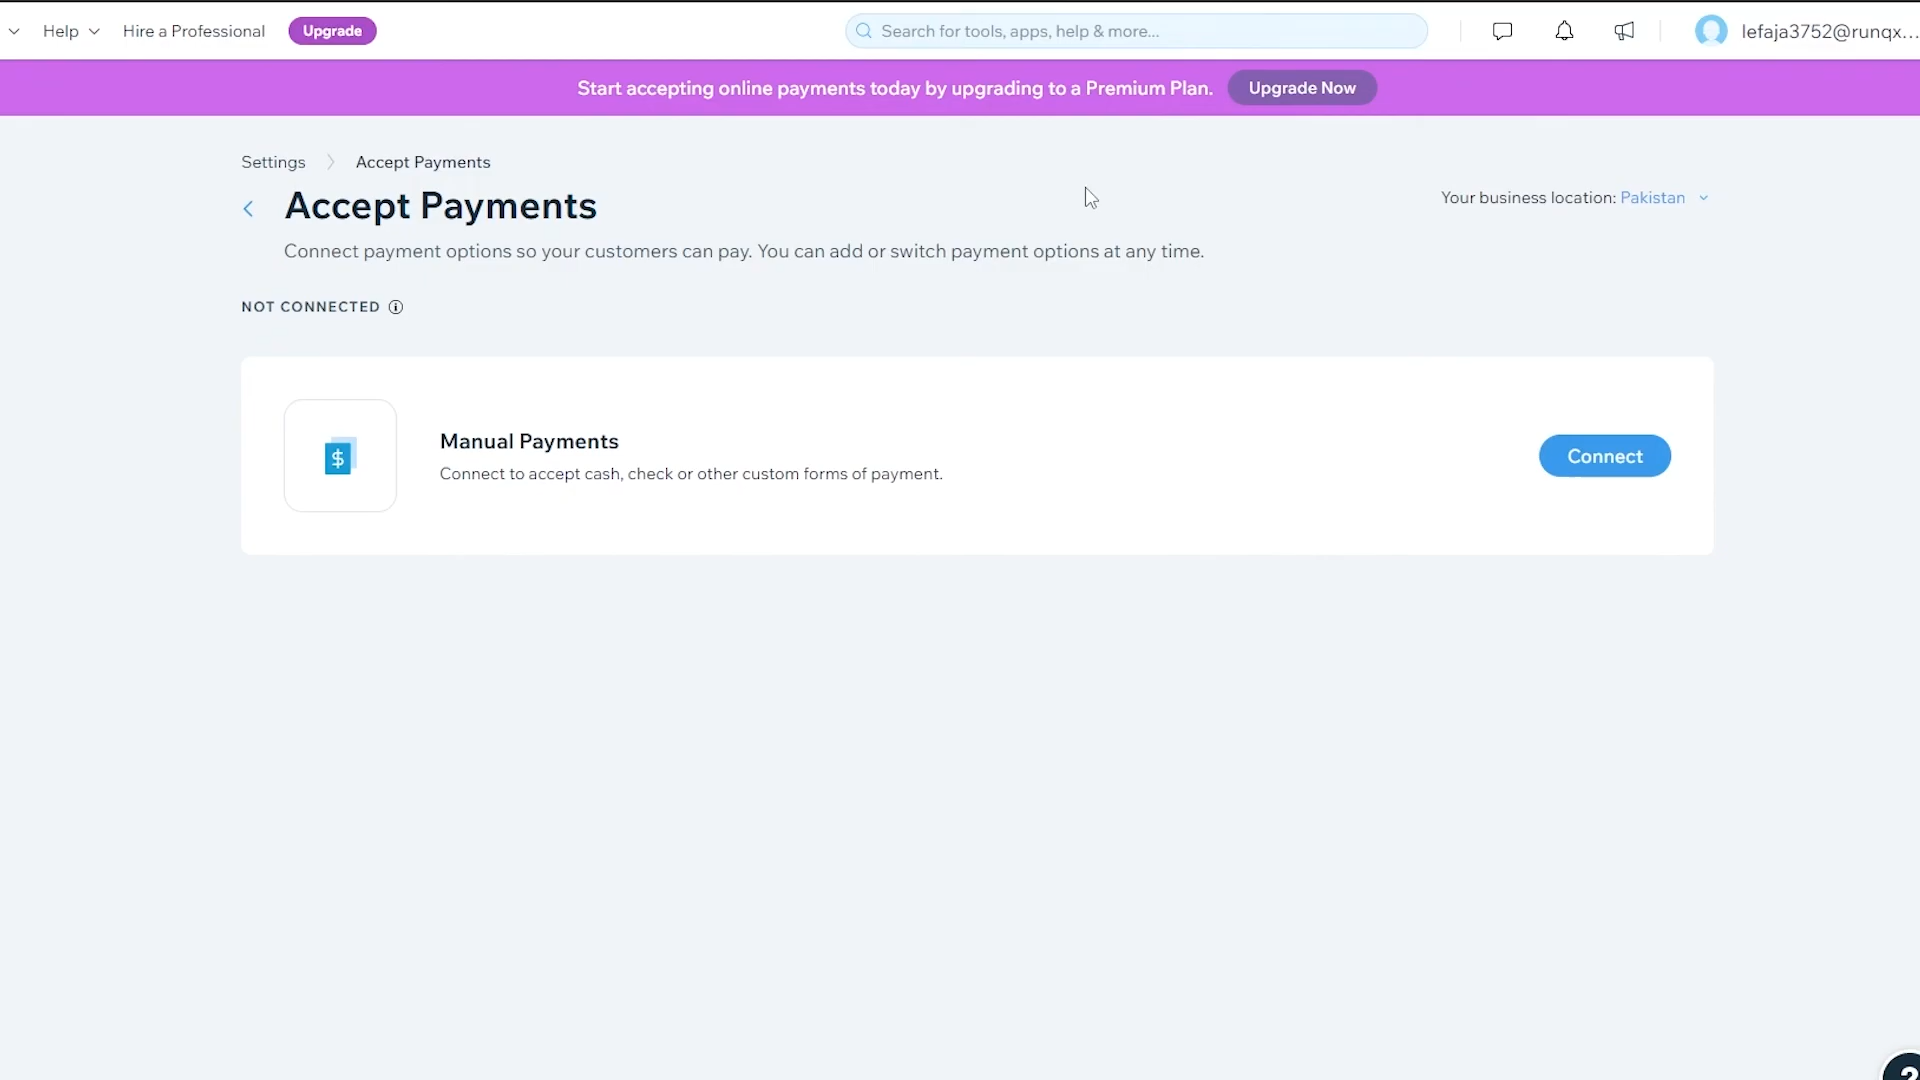 Help
Hire a Professional
Upgrade
Search for tools, apps, help & more...
lefaja3752@runqx...
Start accepting online payments today by upgrading to a Premium Plan.
Upgrade Now
Settings
Accept Payments
Accept Payments
Your business location: Pakistan
Connect payment options so your customers can pay. You can add or switch payment options at any time.
NOT CONNECTED
$
Manual Payments
Connect to accept cash, check or other custom forms of payment.
Connect
?